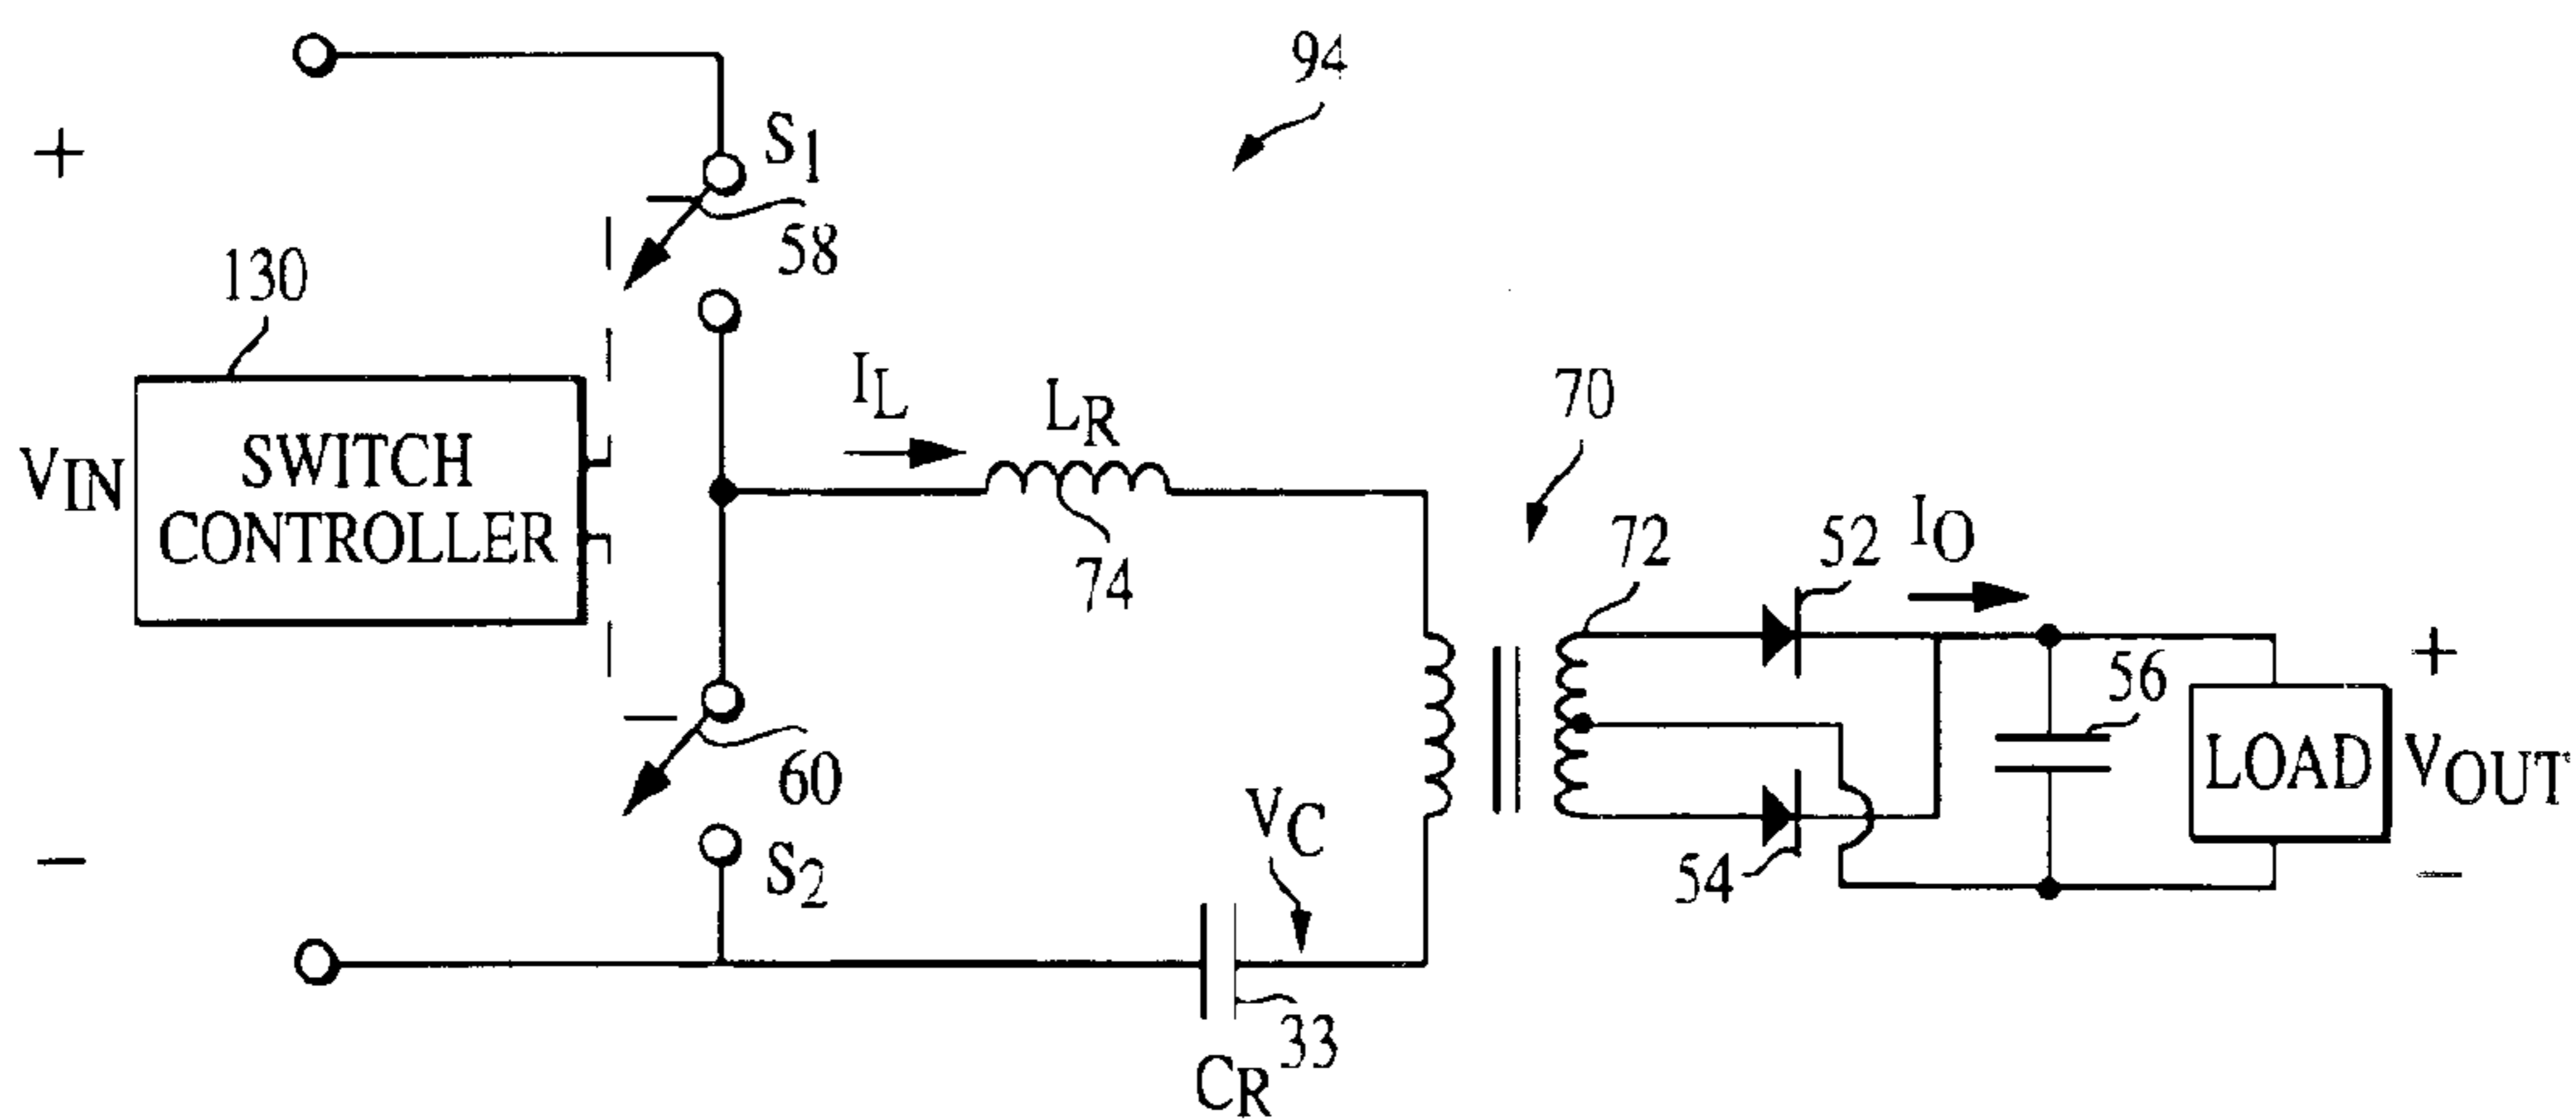 94
+
S1
58
130
IL
LR
70
VIN
SWITCH
CONTROLLER
74
72
52
IO
+
56
60
VC
LOAD
VOUT
−
S2
54
−
33
CR